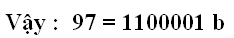 Vậy : 97 = 1100001 b